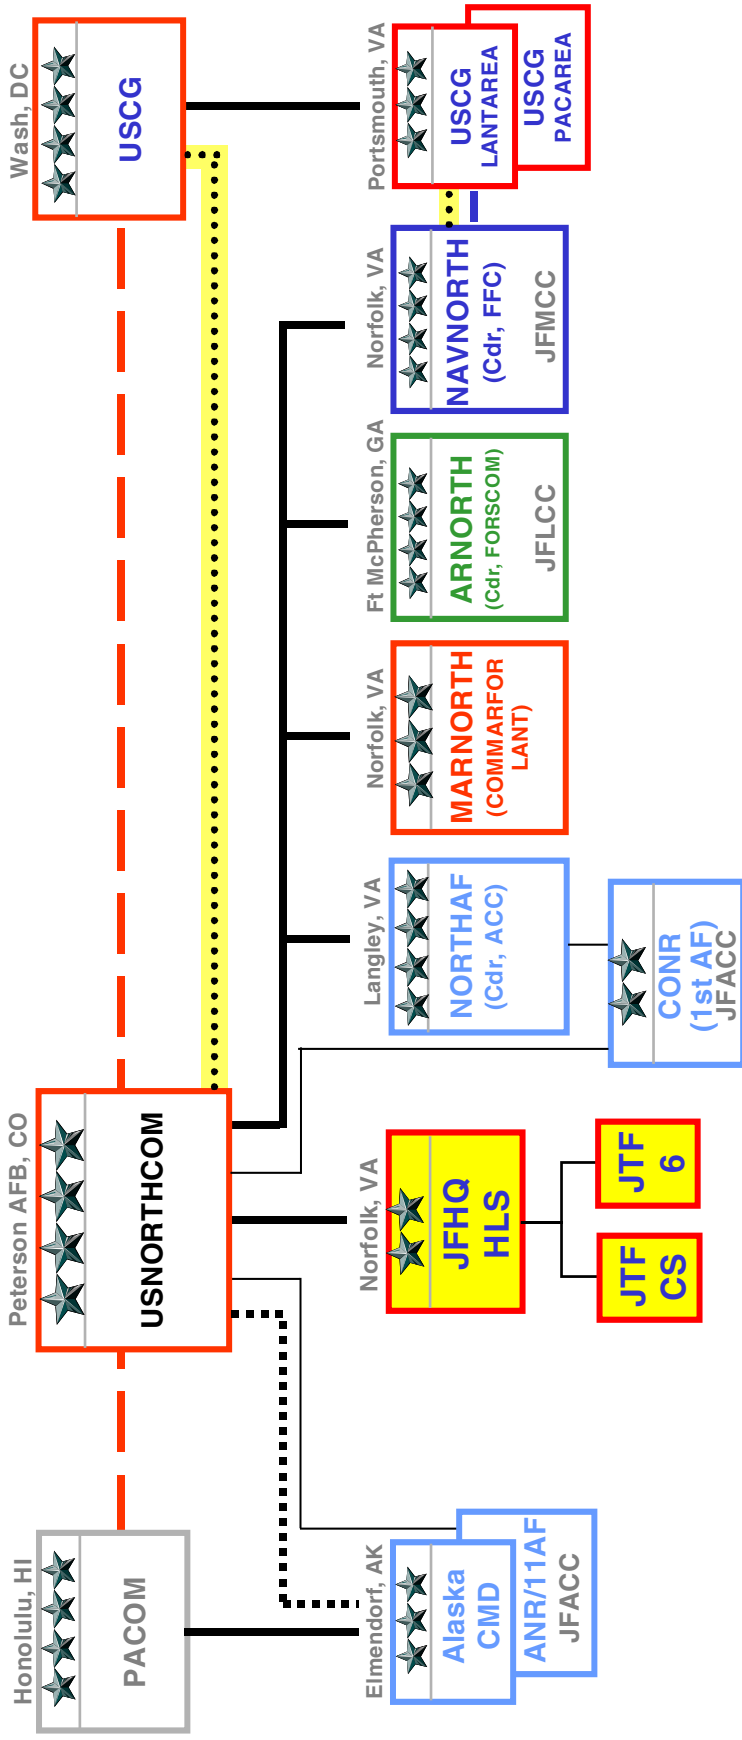 Honolulu, HI
PACOM
Peterson AFB, CO
USNORTHCOM
Wash, DC
USCG
Elmendorf, AK
Alaska
CMD
ANR/11AF
JFACC
Norfolk, VA
JFHQ
HLS
JTF
CS
JTF
6
Langley, VA
NORTHAF
(Cdr, ACC)
CONR
(1st AF)
JFACC
Norfolk, VA
MARNORTH
(COMMARFOR
LANT)
Ft McPherson, GA
ARNORTH
(Cdr, FORSCOM)
JFLCC
Norfolk, VA
NAVNORTH
(Cdr, FFC)
JFMCC
Portsmouth, VA
USCG
LANTAREA
USCG
PACAREA